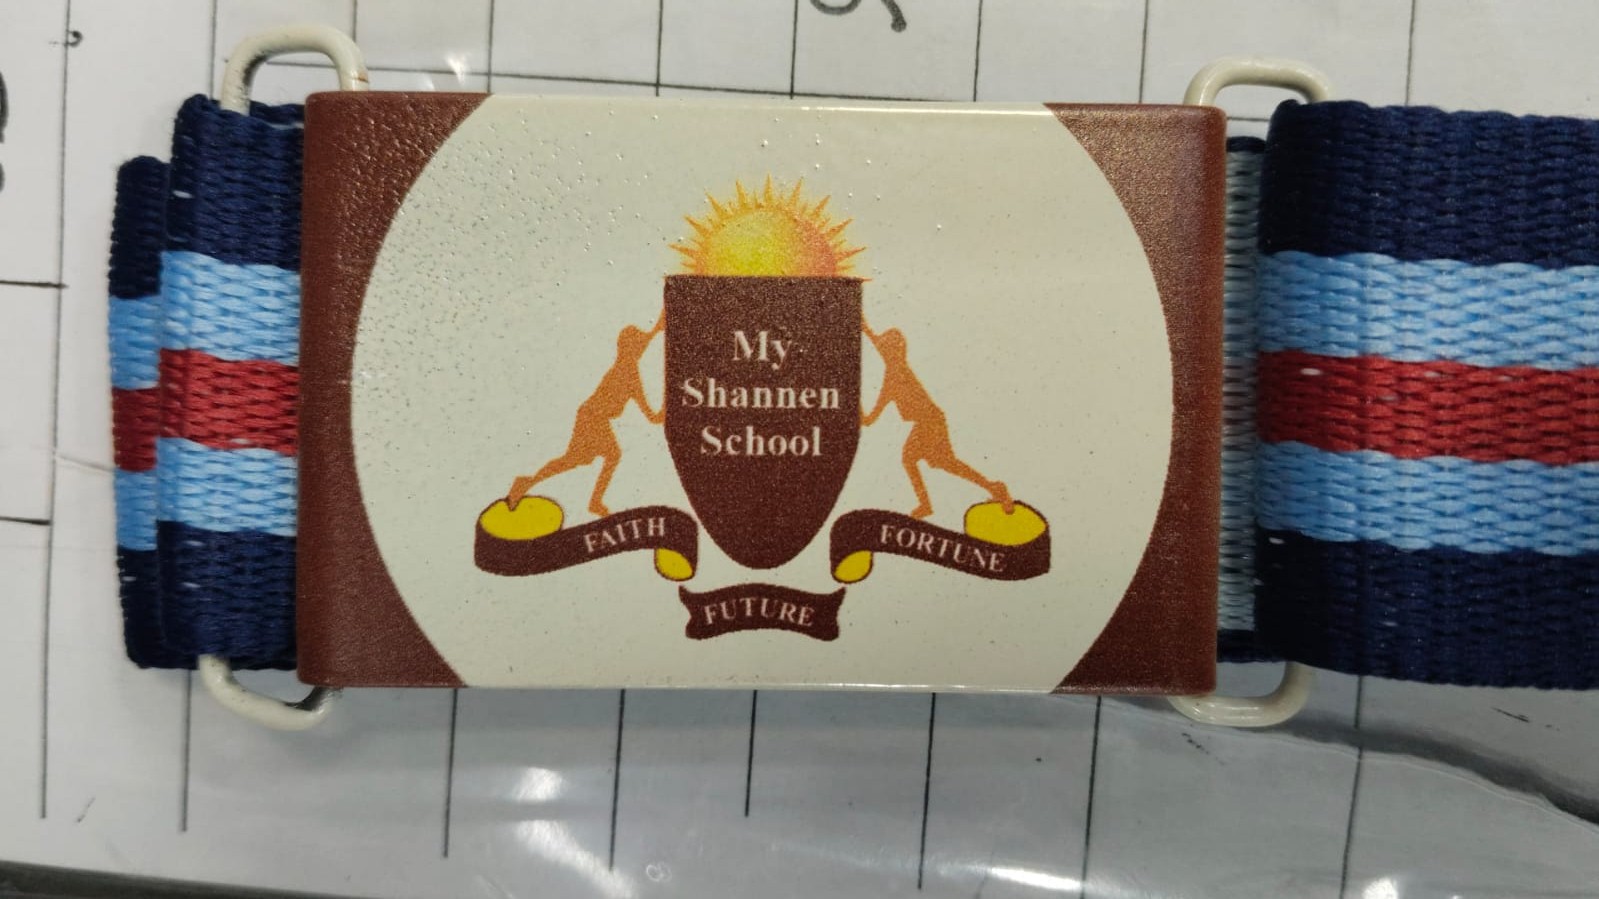 My
Shannen
School
FAITH
FORTUNE
FUTURE